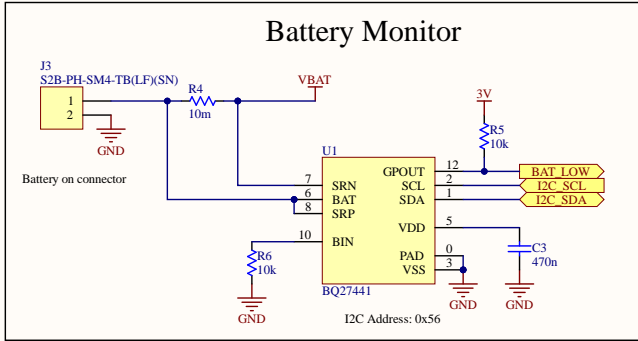 Battery Monitor
J3
S2B-PH-SM4-TB(LF)(SN)
1
2
GND
Battery on connector
R4
10m
VBAT
3V
R5
10k
U1
7 SRN
6 BAT
8 SRP
10 BIN
GPOUT 12
SCL 2
SDA 1
VDD 5
PAD 0
VSS 3
BQ27441
BAT_LOW
I2C_SCL
I2C_SDA
R6
10k
GND
C3
470n
GND
GND
I2C Address: 0x56